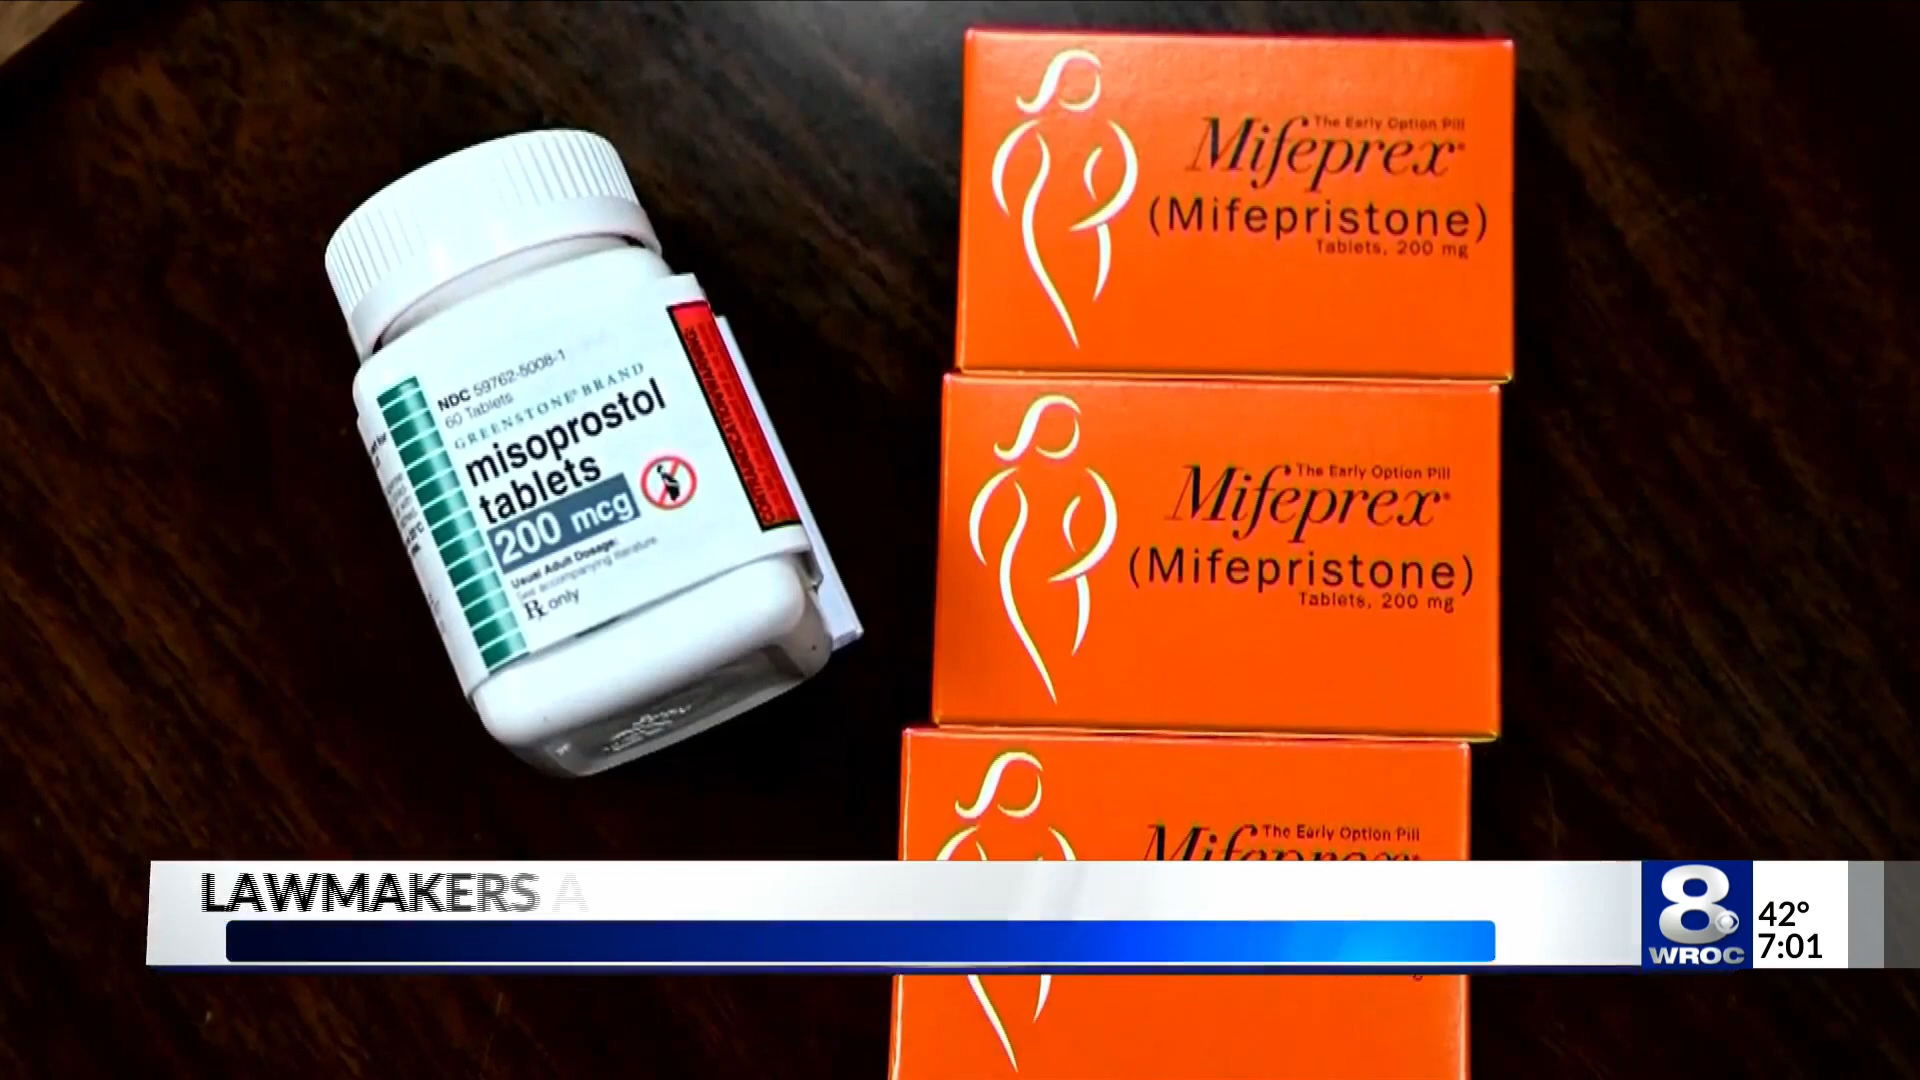 NDC 59762-5008-1
60 Tablets
GREENSTONE® BRAND
misoprostol
tablets
200 mcg
Usual Adult Dosage:
See accompanying literature
Rx only
The Early Option Pill
Mifeprex®
(Mifepristone)
Tablets, 200 mg
The Early Option Pill
Mifeprex®
(Mifepristone)
Tablets, 200 mg
The Early Option Pill
Mifeprex
LAWMAKERS A
8
WROC
42°
7:01